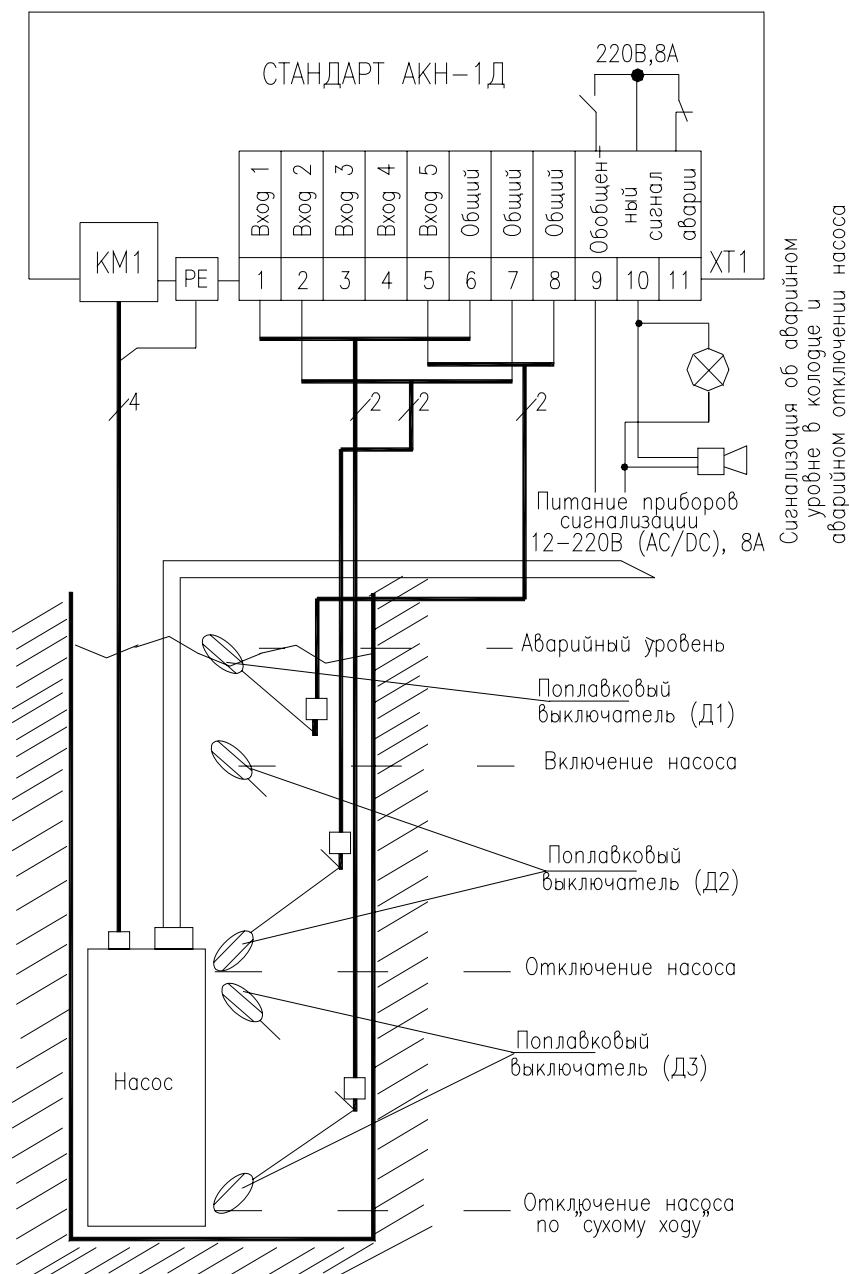 220В,8А
СТАНДАРТ АКН-1Д
Вход 1
Вход 2
Вход 3
Вход 4
Вход 5
Общий
Общий
Общий
Обобщен
ный
сигнал
аварии
КМ1
РЕ
1
2
3
4
5
6
7
8
9
10
11
ХТ1
Сигнализация об аварийном
уровне в колодце и
аварийном отключении насоса
4
2
2
2
Питание приборов
сигнализации
12-220В (AC/DC), 8А
Аварийный уровень
Поплавковый
выключатель (Д1)
Включение насоса
Поплавковый
выключатель (Д2)
Отключение насоса
Поплавковый
выключатель (Д3)
Насос
Отключение насоса
по "сухому ходу"